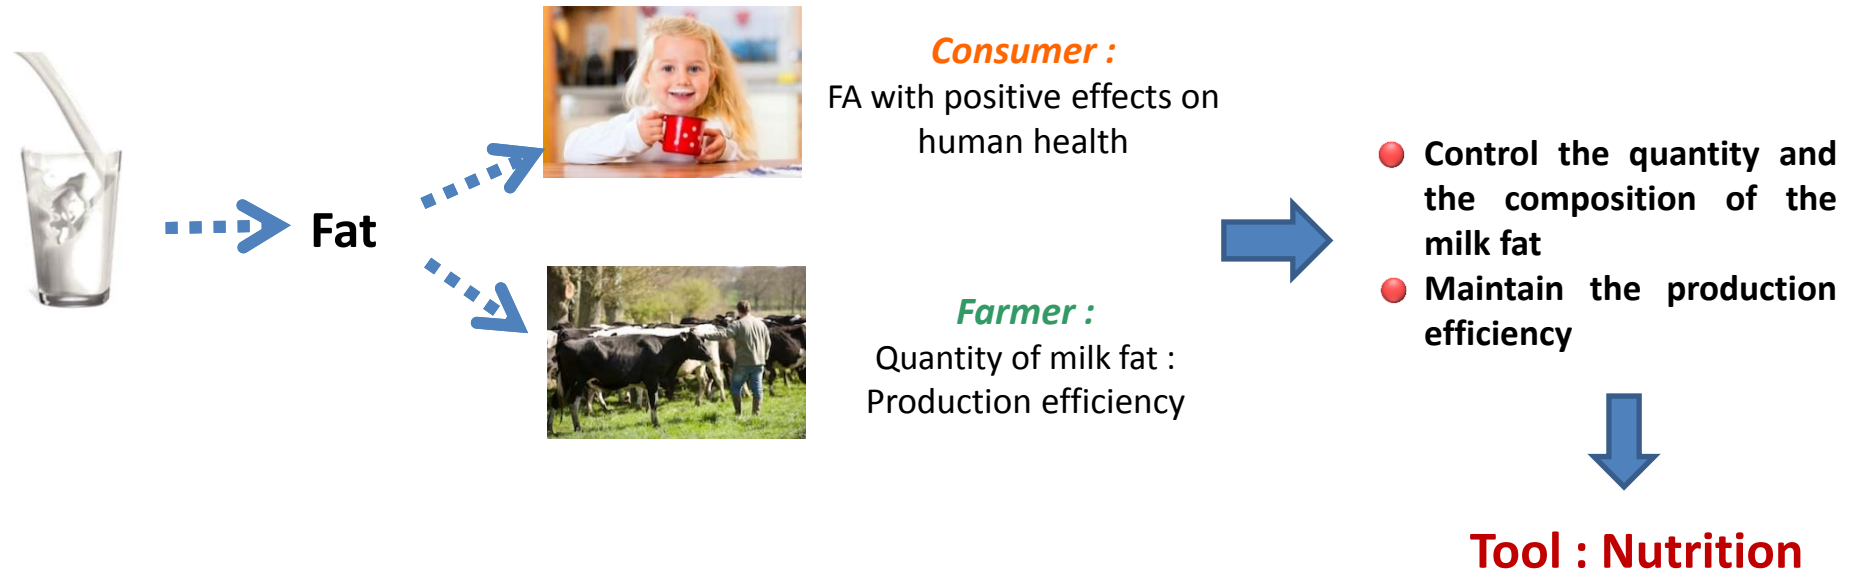 Fat
Consumer :
FA with positive effects on
human health
Farmer :
Quantity of milk fat :
Production efficiency
Control the quantity and
the composition of the
milk fat
Maintain the production
efficiency
Tool : Nutrition